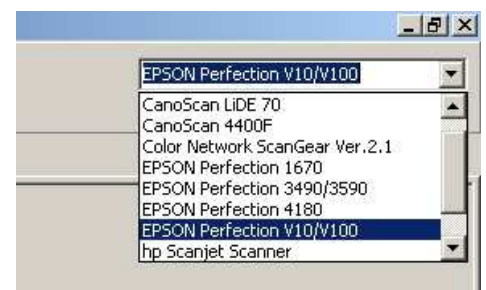 EPSON Perfection V10/V100
CanoScan LiDE 70
CanoScan 4400F
Color Network ScanGear Ver.2.1
EPSON Perfection 1670
EPSON Perfection 3490/3590
EPSON Perfection 4180
EPSON Perfection V10/V100
hp Scanjet Scanner